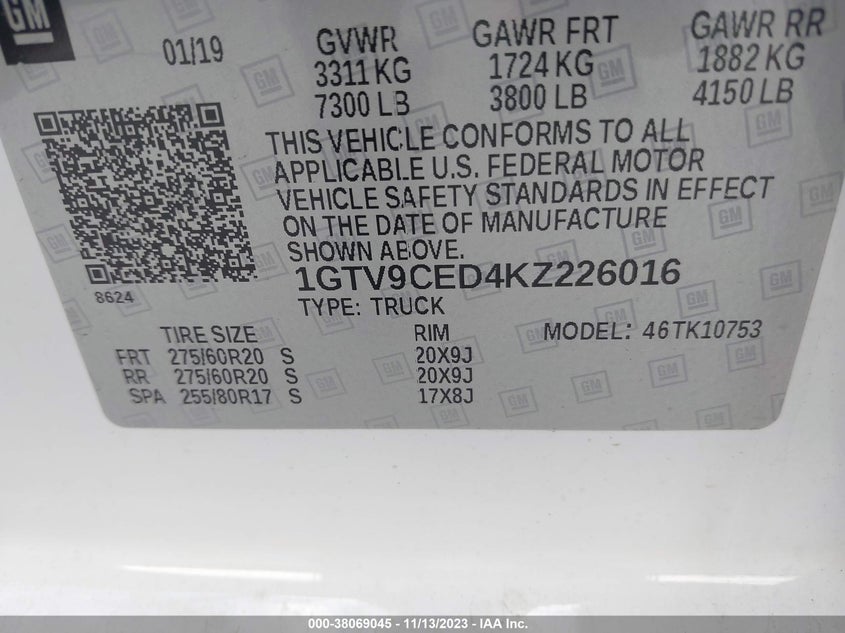 GM
01/19
GVWR GAWR FRT GAWR RR
3311 KG 1724 KG 1882 KG
7300 LB 3800 LB 4150 LB
THIS VEHICLE CONFORMS TO ALL
APPLICABLE U.S. FEDERAL MOTOR
VEHICLE SAFETY STANDARDS IN EFFECT
ON THE DATE OF MANUFACTURE
SHOWN ABOVE.
1GTV9CED4KZ226016
8624
TYPE: TRUCK
TIRE SIZE RIM MODEL: 46TK10753
FRT 275/60R20 S 20X9J
RR 275/60R20 S 20X9J
SPA 255/80R17 S 17X8J
000-38069045 - 11/13/2023 - IAA Inc.